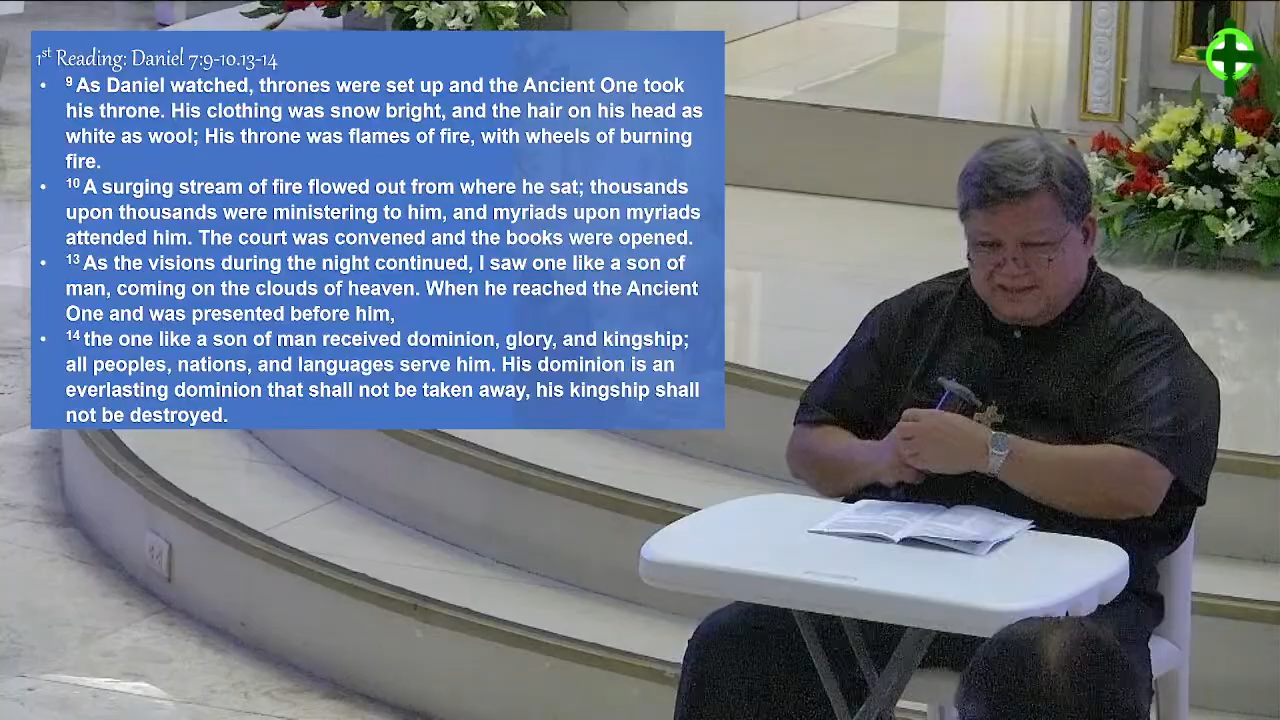 1st Reading: Daniel 7:9-10.13-14
• 9 As Daniel watched, thrones were set up and the Ancient One took
his throne. His clothing was snow bright, and the hair on his head as
white as wool; His throne was flames of fire, with wheels of burning
fire.
• 10 A surging stream of fire flowed out from where he sat; thousands
upon thousands were ministering to him, and myriads upon myriads
attended him. The court was convened and the books were opened.
• 13 As the visions during the night continued, I saw one like a son of
man, coming on the clouds of heaven. When he reached the Ancient
One and was presented before him,
• 14 the one like a son of man received dominion, glory, and kingship;
all peoples, nations, and languages serve him. His dominion is an
everlasting dominion that shall not be taken away, his kingship shall
not be destroyed.